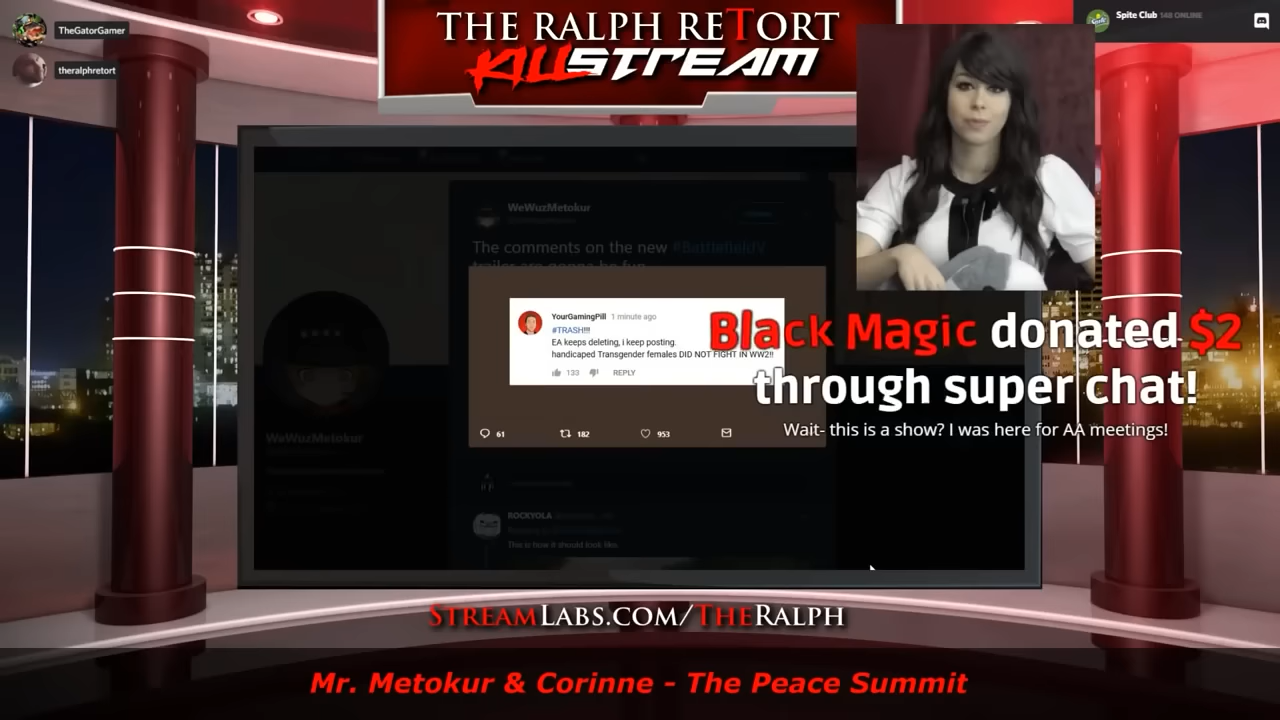 TheGatorGamer
theralphretort
THE RALPH RETORT
KILLSTREAM
Spite Club 148 ONLINE
WeWuzMetokur
The comments on the new #BattlefieldV
trailer are gonna be fun
YourGamingPill 1 minute ago
#TRASH!!!
EA keeps deleting, i keep posting.
handicaped Transgender females DID NOT FIGHT IN WW2!!
133 REPLY
61 182 953
Black Magic donated $2
through super chat!
Wait- this is a show? I was here for AA meetings!
WeWuzMetokur
ROCKYOLA
This is how it should look like
STREAMLABS.COM/THERALPH
Mr. Metokur & Corinne - The Peace Summit